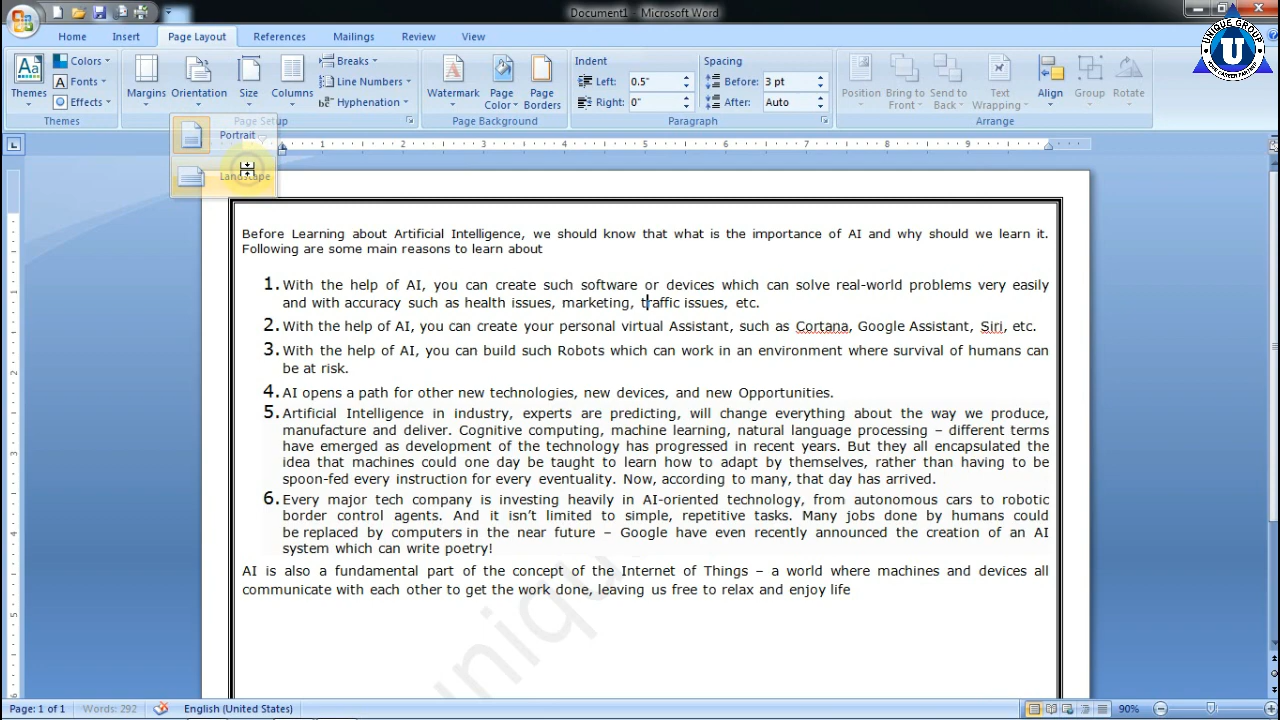 Document1 - Microsoft Word
Home Insert Page Layout References Mailings Review View
UNIQUE GROUP
U
Themes
Colors
Fonts
Effects
Themes
Margins
Orientation
Size
Columns
Breaks
Line Numbers
Hyphenation
Page Setup
Watermark
Page Color
Page Borders
Page Background
Indent
Left: 0.5"
Right: 0"
Spacing
Before: 3 pt
After: Auto
Paragraph
Position
Bring to Front
Send to Back
Text Wrapping
Align
Group
Rotate
Arrange
Portrait
Landscape
1 2 3 4 5 6 7 8 9
Before Learning about Artificial Intelligence, we should know that what is the importance of AI and why should we learn it.
Following are some main reasons to learn about
1. With the help of AI, you can create such software or devices which can solve real-world problems very easily
and with accuracy such as health issues, marketing, traffic issues, etc.
2. With the help of AI, you can create your personal virtual Assistant, such as Cortana, Google Assistant, Siri, etc.
3. With the help of AI, you can build such Robots which can work in an environment where survival of humans can
be at risk.
4. AI opens a path for other new technologies, new devices, and new Opportunities.
5. Artificial Intelligence in industry, experts are predicting, will change everything about the way we produce,
manufacture and deliver. Cognitive computing, machine learning, natural language processing – different terms
have emerged as development of the technology has progressed in recent years. But they all encapsulated the
idea that machines could one day be taught to learn how to adapt by themselves, rather than having to be
spoon-fed every instruction for every eventuality. Now, according to many, that day has arrived.
6. Every major tech company is investing heavily in AI-oriented technology, from autonomous cars to robotic
border control agents. And it isn’t limited to simple, repetitive tasks. Many jobs done by humans could
be replaced by computers in the near future – Google have even recently announced the creation of an AI
system which can write poetry!
AI is also a fundamental part of the concept of the Internet of Things – a world where machines and devices all
communicate with each other to get the work done, leaving us free to relax and enjoy life
uniqu
Page: 1 of 1 Words: 292 English (United States) 90%